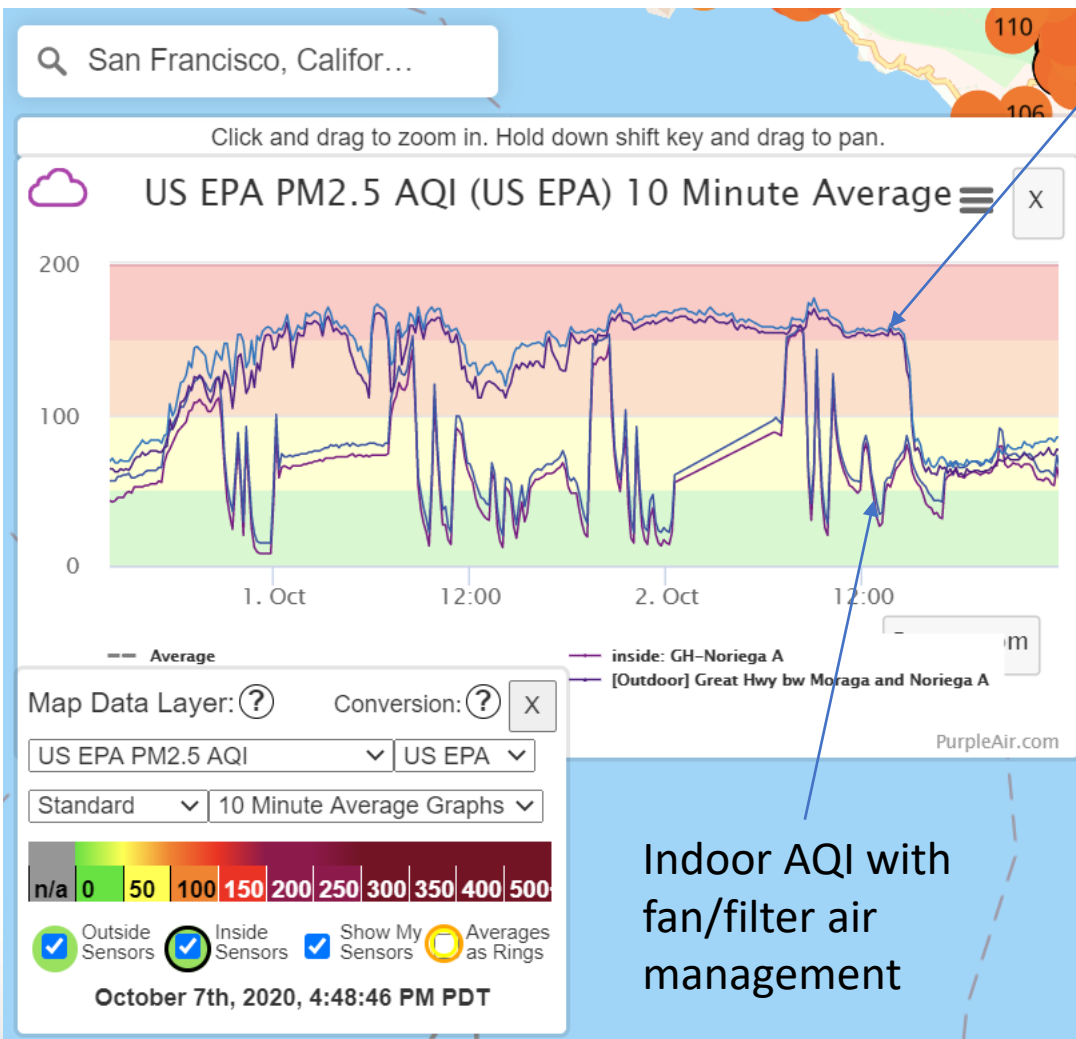 San Francisco, Califor…
110
106
Click and drag to zoom in. Hold down shift key and drag to pan.
US EPA PM2.5 AQI (US EPA) 10 Minute Average
X
200
100
0
1. Oct
12:00
2. Oct
12:00
m
Average
inside: GH-Noriega A
[Outdoor] Great Hwy bw Moraga and Noriega A
PurpleAir.com
Map Data Layer: ?
Conversion: ?
X
US EPA PM2.5 AQI
US EPA
Standard
10 Minute Average Graphs
n/a 0 50 100 150 200 250 300 350 400 500+
Outside Sensors
Inside Sensors
Show My Sensors
Averages as Rings
October 7th, 2020, 4:48:46 PM PDT
Indoor AQI with
fan/filter air
management